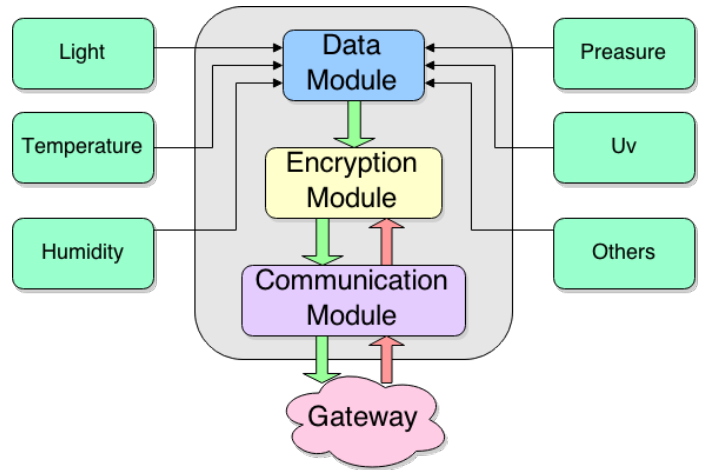 Light
Data
Module
Preasure
Temperature
Encryption
Module
Uv
Humidity
Communication
Module
Others
Gateway